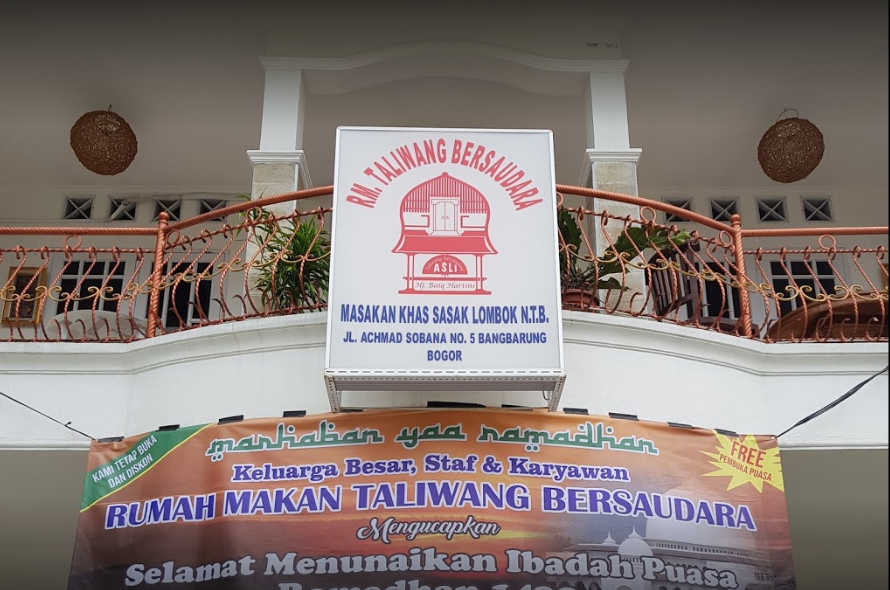 RM. TALIWANG BERSAUDARA
ASLI
Hj. Baiq Hartini
MASAKAN KHAS SASAK LOMBOK N.T.B.
JL. ACHMAD SOBANA NO. 5 BANGBARUNG
BOGOR
marhaban yaa ramadhan
KAMI TETAP BUKA
DAN DISKON
FREE
PEMBUKA PUASA
Keluarga Besar, Staf & Karyawan
RUMAH MAKAN TALIWANG BERSAUDARA
Mengucapkan
Selamat Menunaikan Ibadah Puasa
Ramadhan